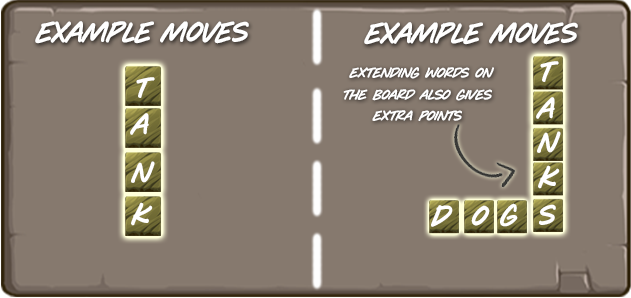 EXAMPLE MOVES
T
A
N
K
EXAMPLE MOVES
EXTENDING WORDS ON
THE BOARD ALSO GIVES
EXTRA POINTS
T
A
N
K
DOGS